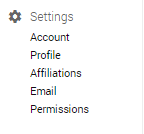 Settings
Account
Profile
Affiliations
Email
Permissions